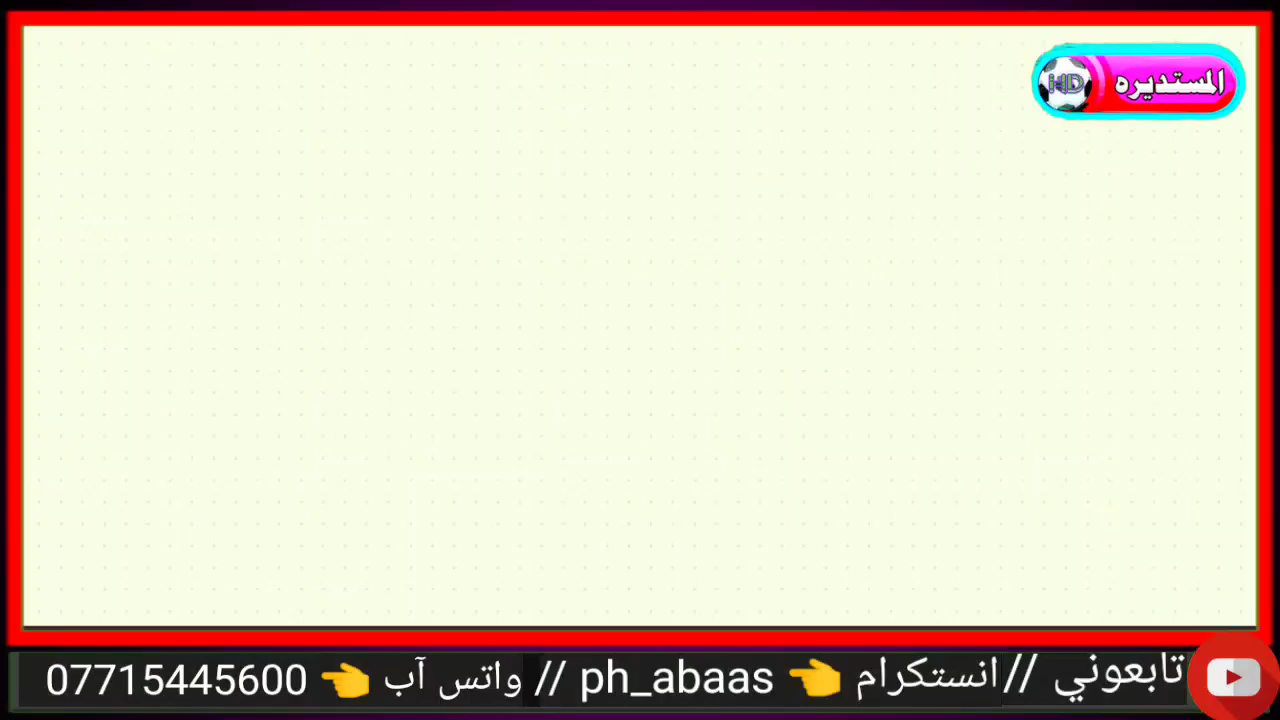 المستديره
HD
تابعوني // انستكرام 👈 ph_abaas // واتس آب 👈 07715445600